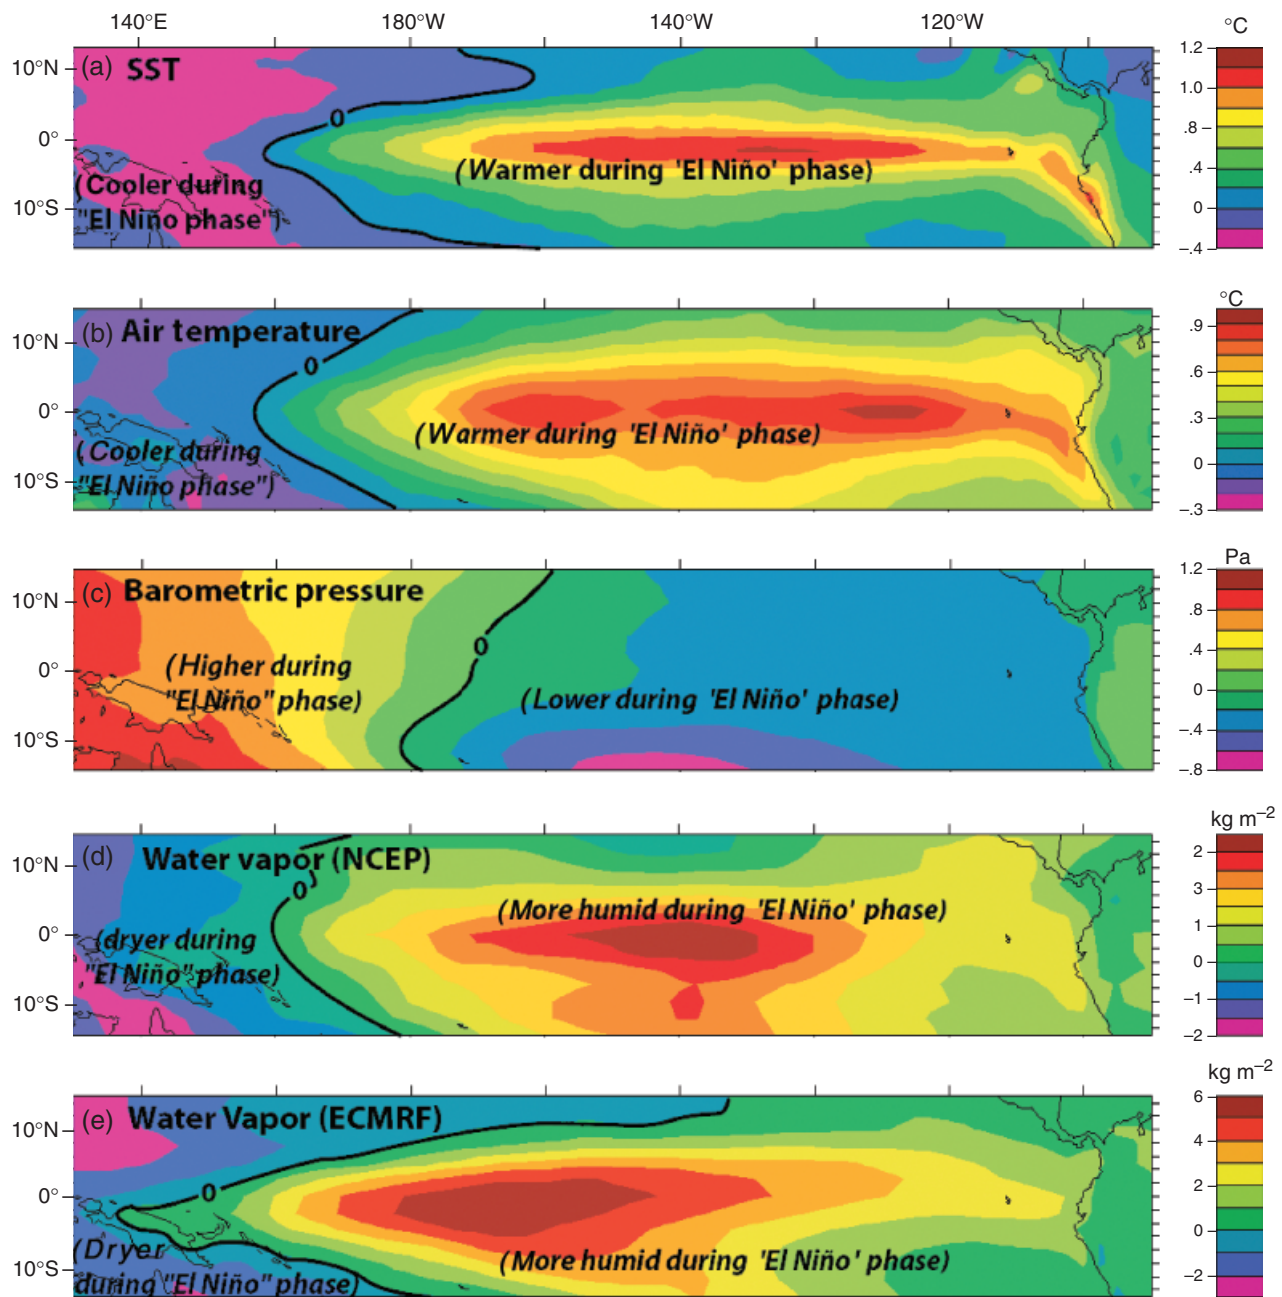 140°E 180°W 140°W 120°W °C
(a) SST
10°N
0°
10°S
0
(Cooler during
"El Niño phase")
(Warmer during 'El Niño' phase)
1.2
1.0
.8
.4
0
–.4
°C
(b) Air temperature
10°N
0°
10°S
0
(Cooler during
"El Niño phase")
(Warmer during 'El Niño' phase)
.9
.6
.3
0
–.3
Pa
(c) Barometric pressure
10°N
0°
10°S
0
(Higher during
"El Niño" phase)
(Lower during 'El Niño' phase)
1.2
.8
.4
0
–.4
–.8
kg m–2
(d) Water vapor (NCEP)
10°N
0°
10°S
0
(dryer during
"El Niño" phase)
(More humid during 'El Niño' phase)
2
3
1
0
–1
–2
kg m–2
(e) Water Vapor (ECMRF)
10°N
0°
10°S
0
(Dryer
during "El Niño" phase)
(More humid during 'El Niño' phase)
6
4
2
0
–2